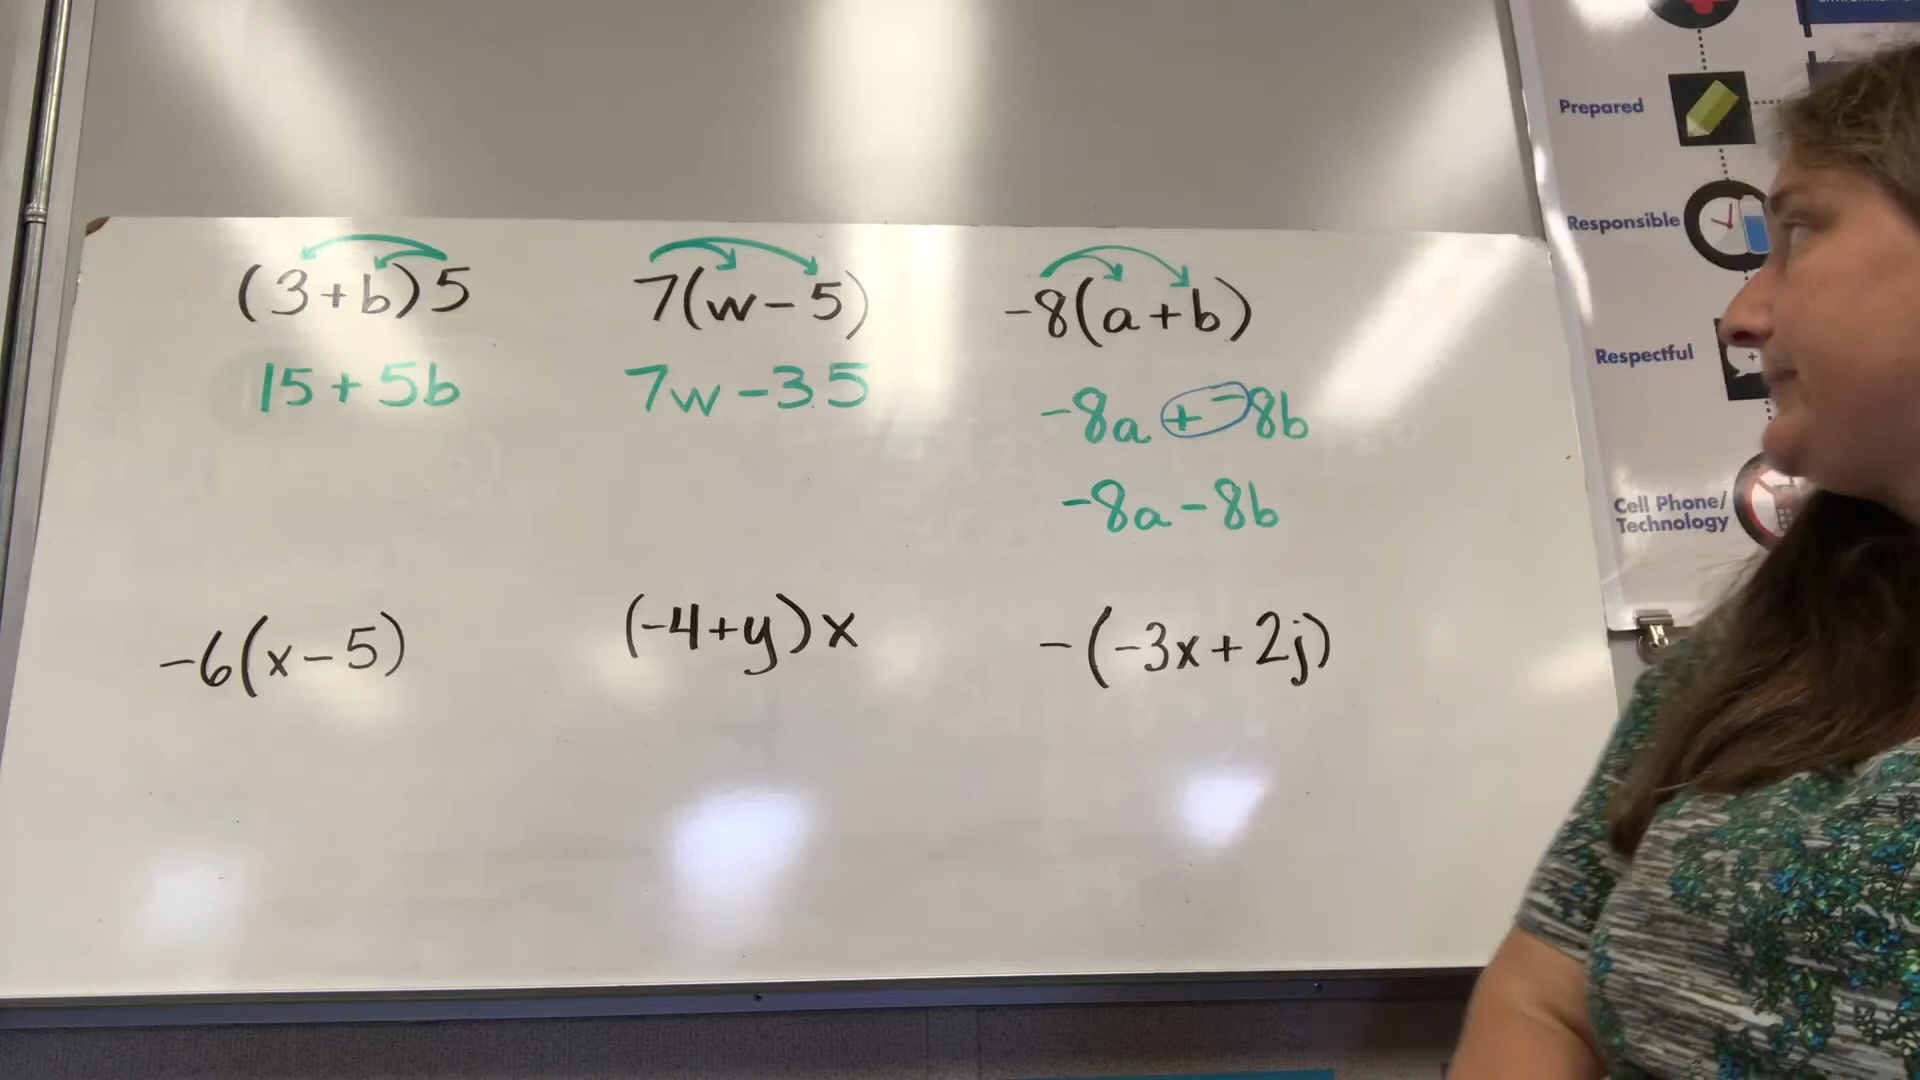 (3+b)5
15+5b
7(w-5)
7w-35
-8(a+b)
-8a + -8b
-8a-8b
-6(x-5)
(-4+y)x
-(-3x+2j)
Prepared
Responsible
Respectful
Cell Phone/
Technology